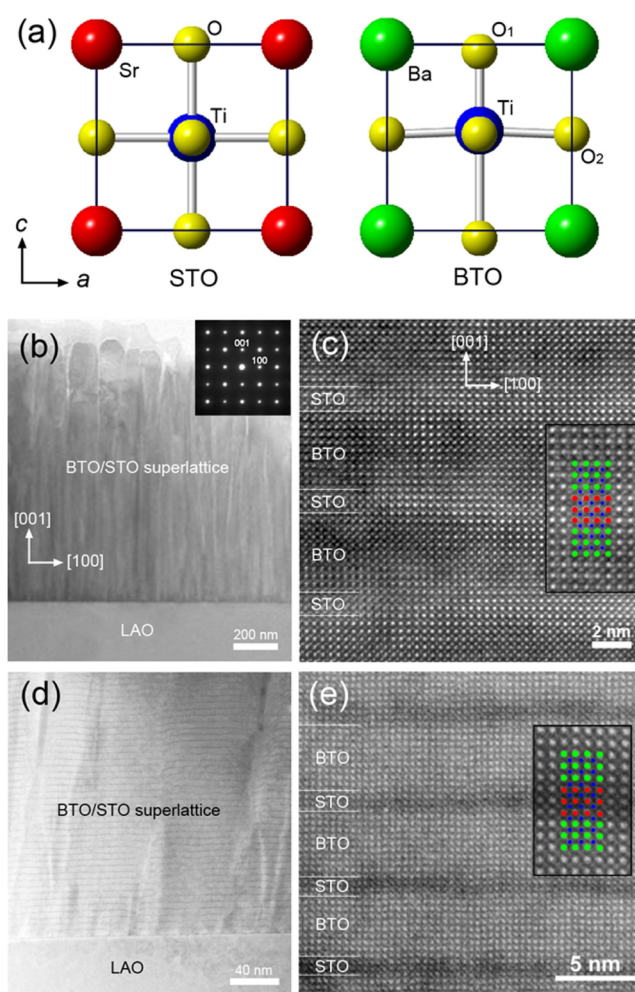 (a)
O
Sr
Ti
STO
c
a
O₁
Ba
Ti
O₂
BTO
(b)
001
100
BTO/STO superlattice
[001]
[100]
LAO
200 nm
(c)
[001]
[100]
STO
BTO
STO
BTO
STO
2 nm
(d)
BTO/STO superlattice
LAO
40 nm
(e)
BTO
STO
BTO
STO
BTO
STO
5 nm